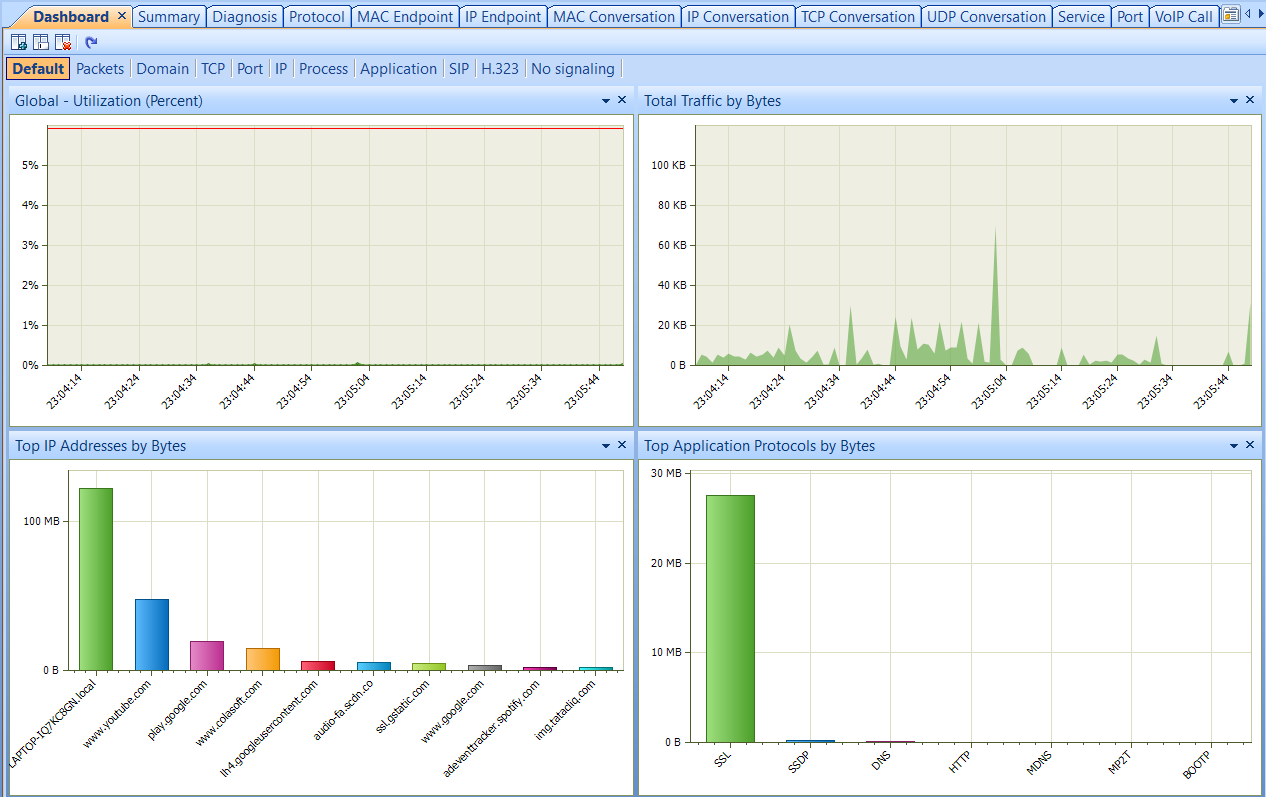 Dashboard Summary Diagnosis Protocol MAC Endpoint IP Endpoint MAC Conversation IP Conversation TCP Conversation UDP Conversation Service Port VoIP Call
Default Packets Domain TCP Port IP Process Application SIP H.323 No signaling
Global - Utilization (Percent)
5%
4%
3%
2%
1%
0%
23:04:14 23:04:24 23:04:34 23:04:44 23:04:54 23:05:04 23:05:14 23:05:24 23:05:34 23:05:44
Total Traffic by Bytes
100 KB
80 KB
60 KB
40 KB
20 KB
0 B
23:04:14 23:04:24 23:04:34 23:04:44 23:04:54 23:05:04 23:05:14 23:05:24 23:05:34 23:05:44
Top IP Addresses by Bytes
100 MB
0 B
LAPTOP-IQ7KC8GN.local www.youtube.com play.google.com www.colasoft.com lh4.googleusercontent.com audio-fa.scdn.co ssl.gstatic.com www.google.com adeventtracker.spotify.com img.tatadiq.com
Top Application Protocols by Bytes
30 MB
20 MB
10 MB
0 B
SSL SSDP DNS HTTP MDNS MP2T BOOTP